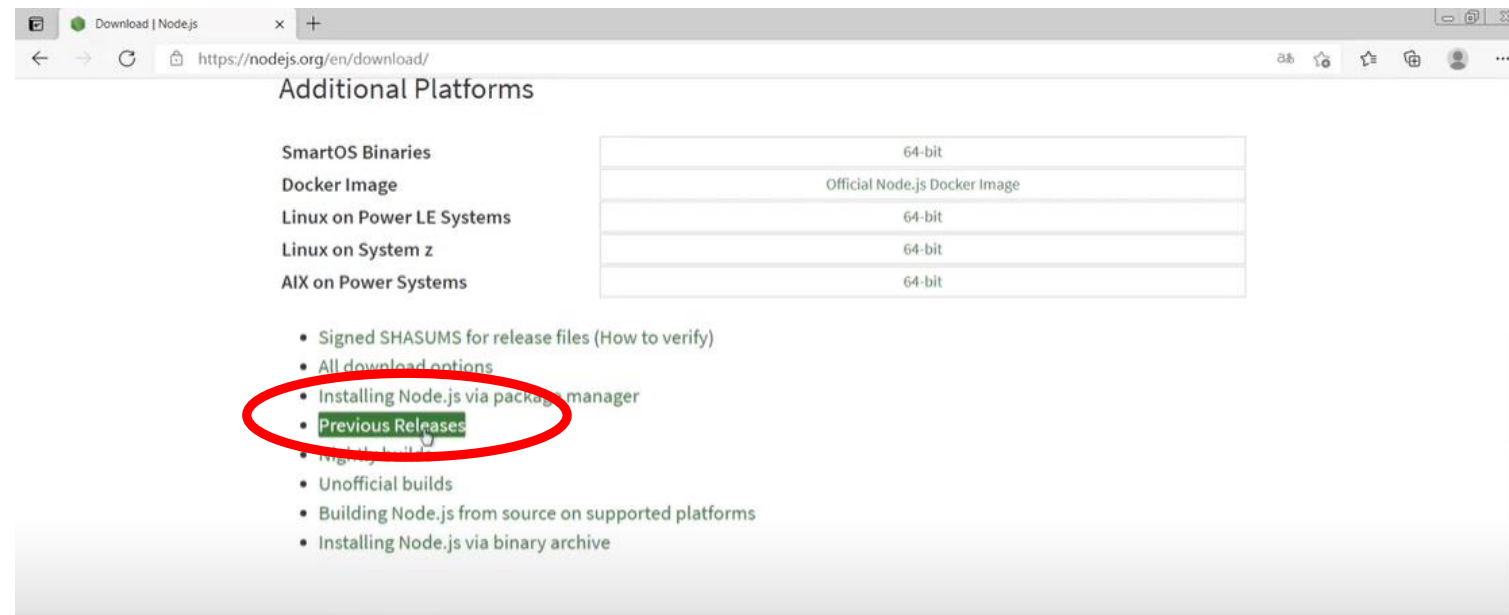 Download | Node.js
https://nodejs.org/en/download/
Additional Platforms
SmartOS Binaries 64-bit
Docker Image Official Node.js Docker Image
Linux on Power LE Systems 64-bit
Linux on System z 64-bit
AIX on Power Systems 64-bit
• Signed SHASUMS for release files (How to verify)
• All download options
• Installing Node.js via package manager
• Previous Releases
• Nightly builds
• Unofficial builds
• Building Node.js from source on supported platforms
• Installing Node.js via binary archive